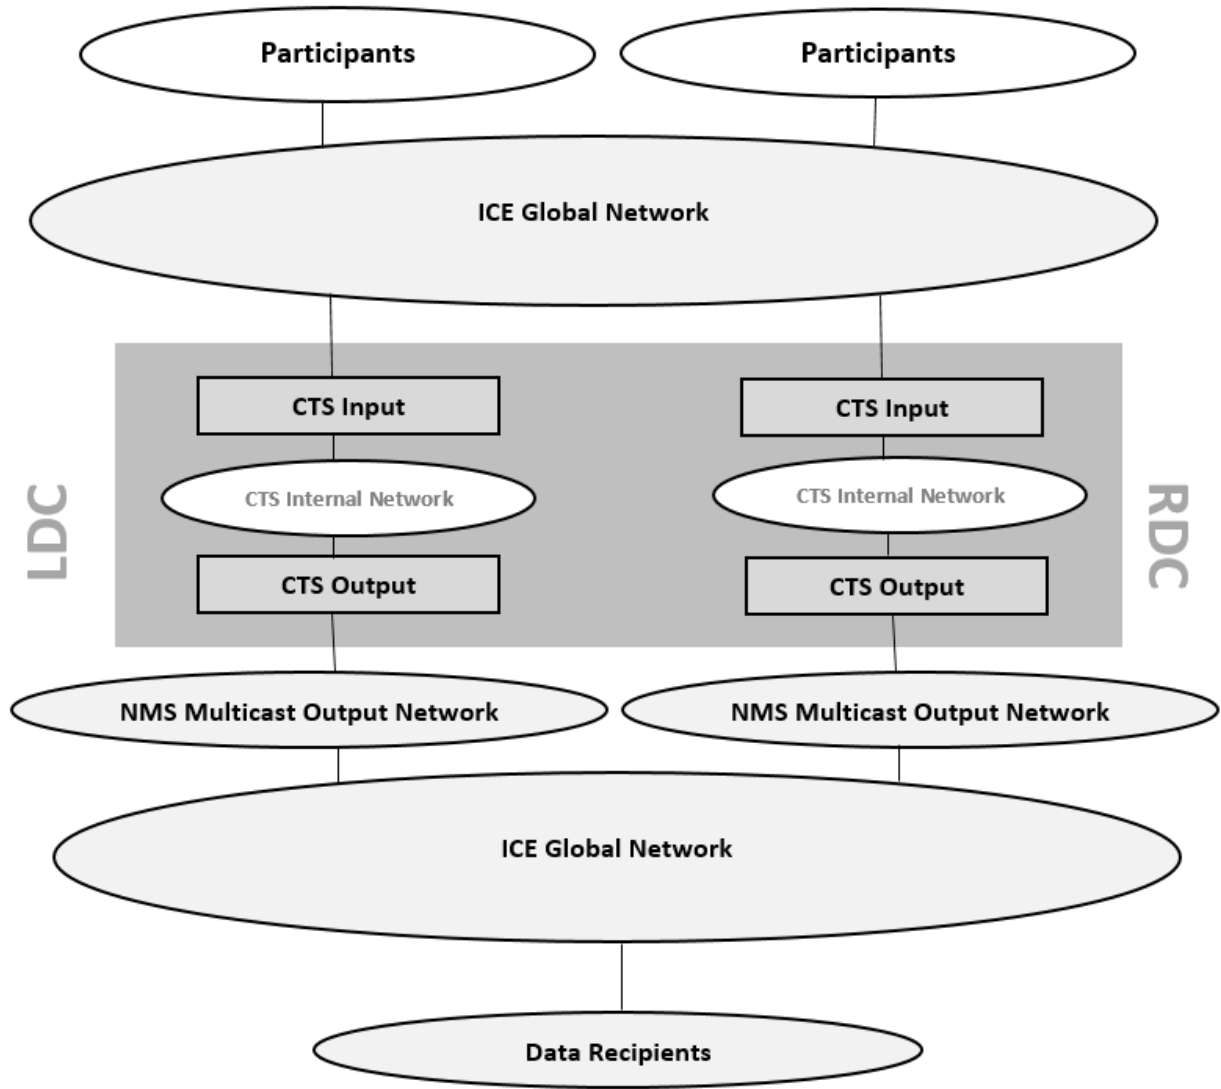 Participants
Participants
ICE Global Network
CTS Input
CTS Input
CTS Internal Network
CTS Internal Network
LDC
RDC
CTS Output
CTS Output
NMS Multicast Output Network
NMS Multicast Output Network
ICE Global Network
Data Recipients